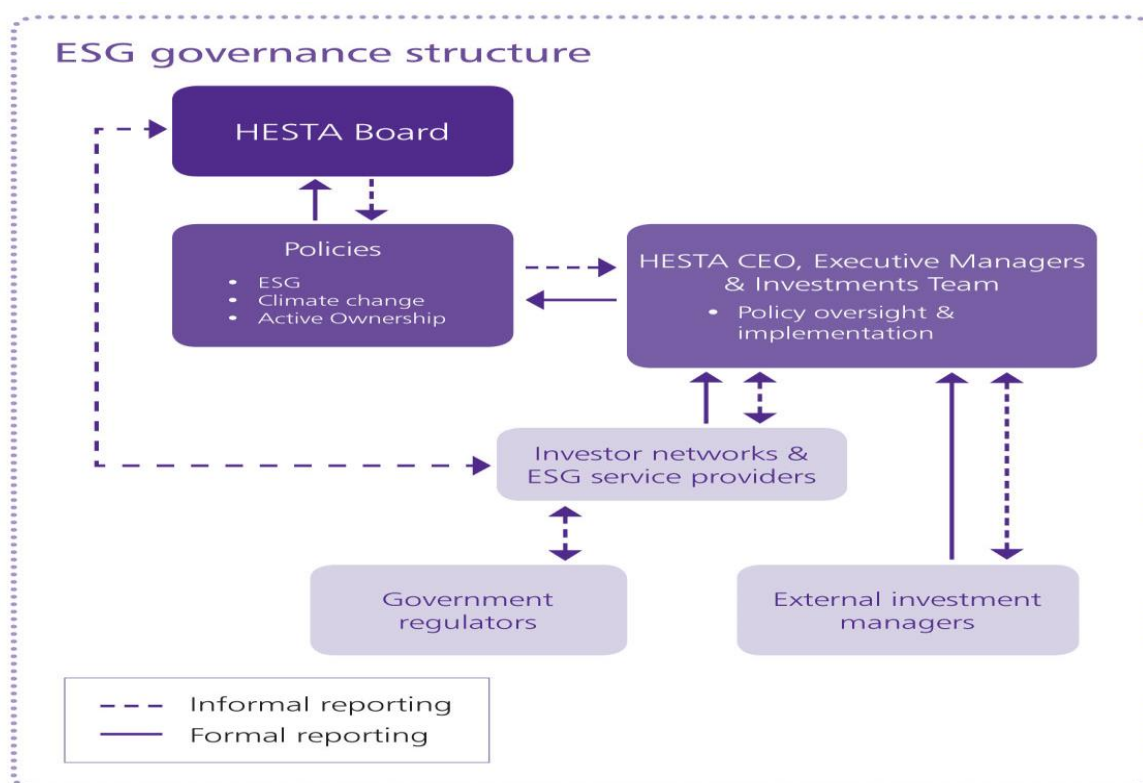 ESG governance structure
HESTA Board
Policies
• ESG
• Climate change
• Active Ownership
HESTA CEO, Executive Managers
& Investments Team
• Policy oversight &
implementation
Investor networks &
ESG service providers
Government
regulators
External investment
managers
Informal reporting
Formal reporting